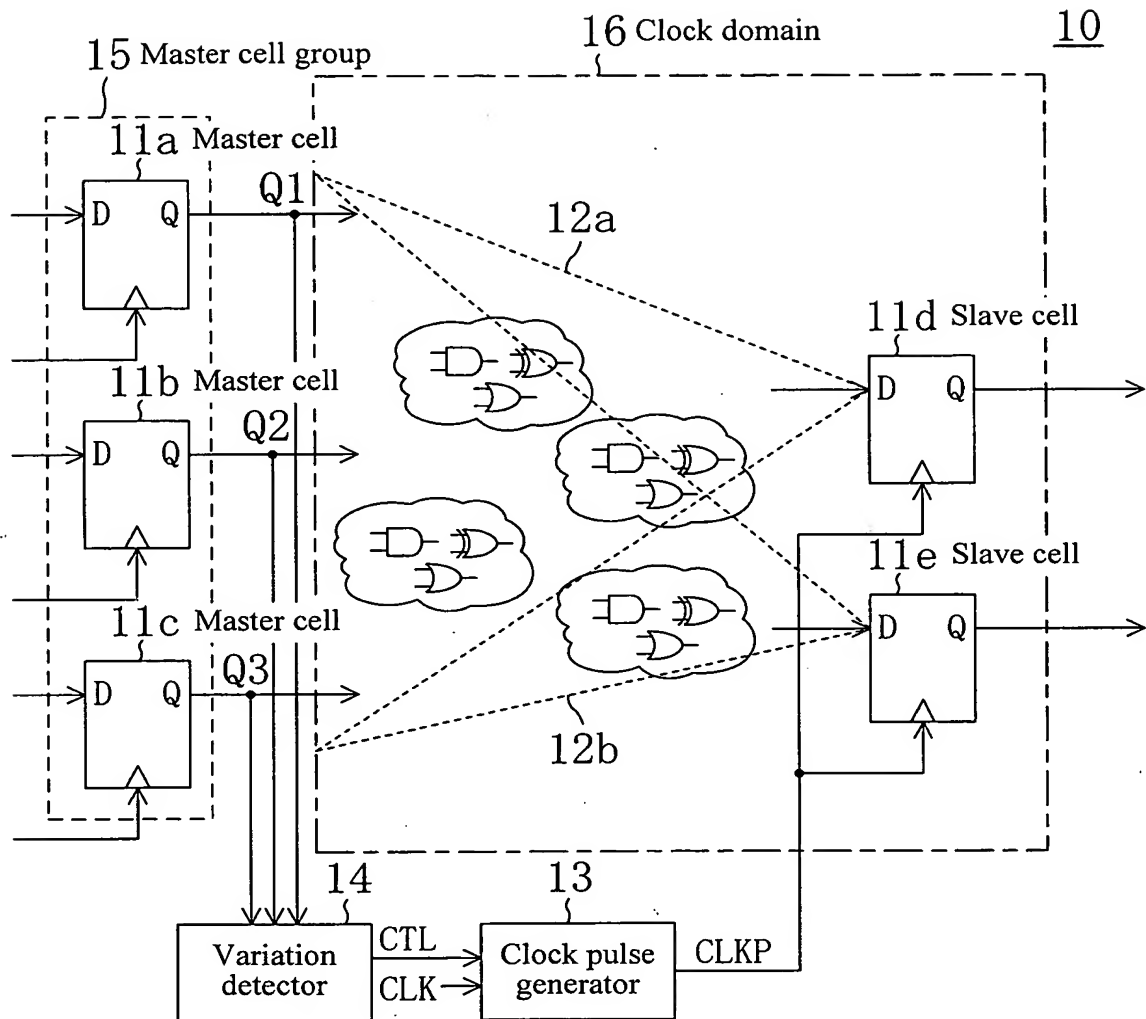 10
16 Clock domain
15 Master cell group
11a Master cell
D Q
Q1
12a
11d Slave cell
D Q
11b Master cell
D Q
Q2
11e Slave cell
D Q
11c Master cell
D Q
Q3
12b
14
13
Variation
detector
CTL
CLK
Clock pulse
generator
CLKP